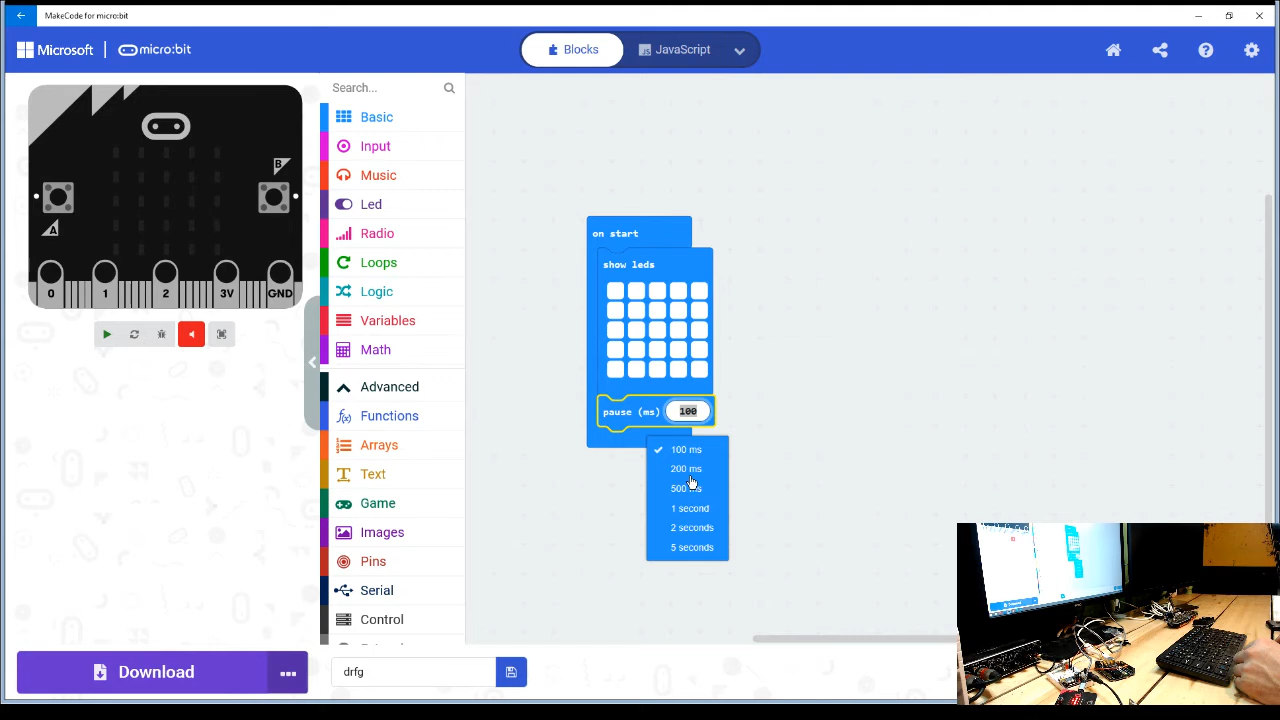 MakeCode for micro:bit
Microsoft
micro:bit
Blocks
JavaScript
Search...
Basic
Input
Music
Led
Radio
Loops
Logic
Variables
Math
Advanced
Functions
Arrays
Text
Game
Images
Pins
Serial
Control
A
B
0
1
2
3V
GND
on start
show leds
pause (ms)
100
100 ms
200 ms
500 ms
1 second
2 seconds
5 seconds
Download
drfg